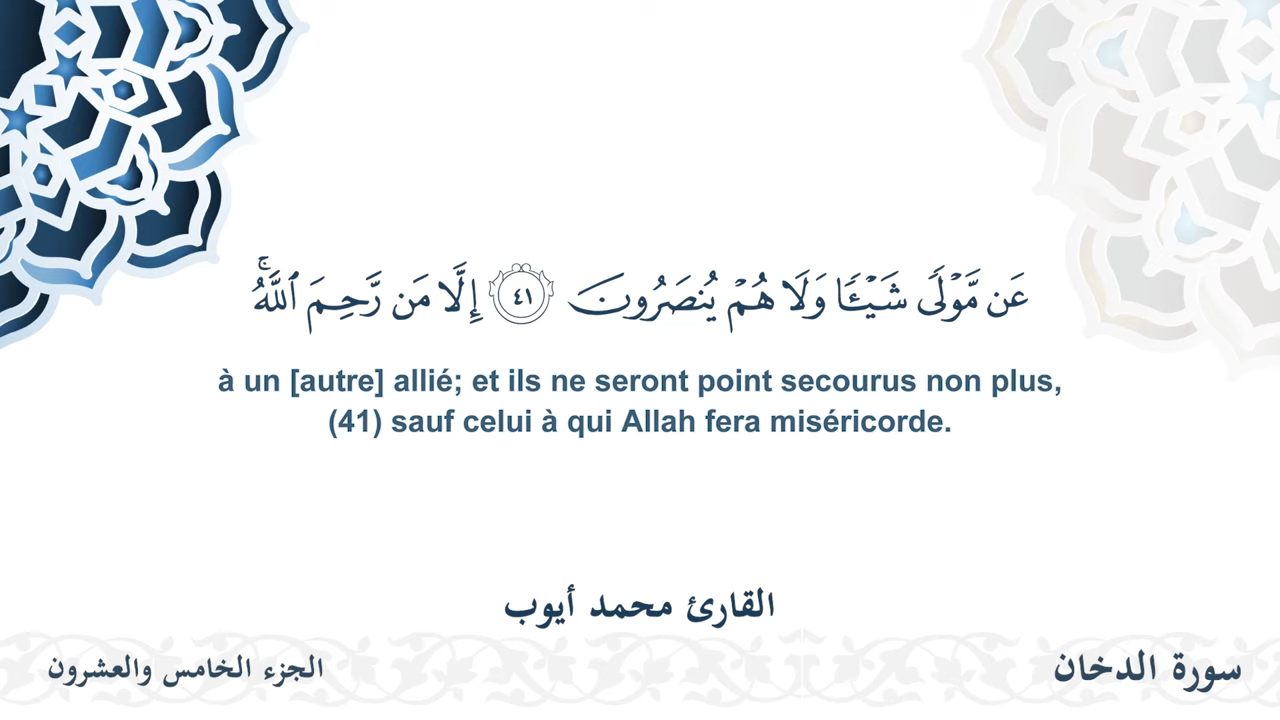 عَن مَّوْلًى شَيْـًٔا وَلَا هُمْ يُنصَرُونَ ٤١ إِلَّا مَن رَّحِمَ ٱللَّهُ ۚ
à un [autre] allié; et ils ne seront point secourus non plus,
(41) sauf celui à qui Allah fera miséricorde.
القارئ محمد أيوب
سورة الدخان
الجزء الخامس والعشرون